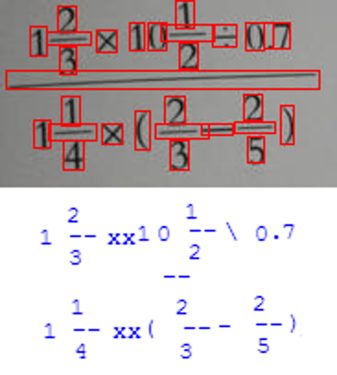 1 2/3 × 10 1/2 ÷ 0.7
1 1/4 × ( 2/3 − 2/5 )
2 1
1 -- xx10 -- \ 0.7
3 2
--
1 2 2
1 -- xx( -- - -- )
4 3 5